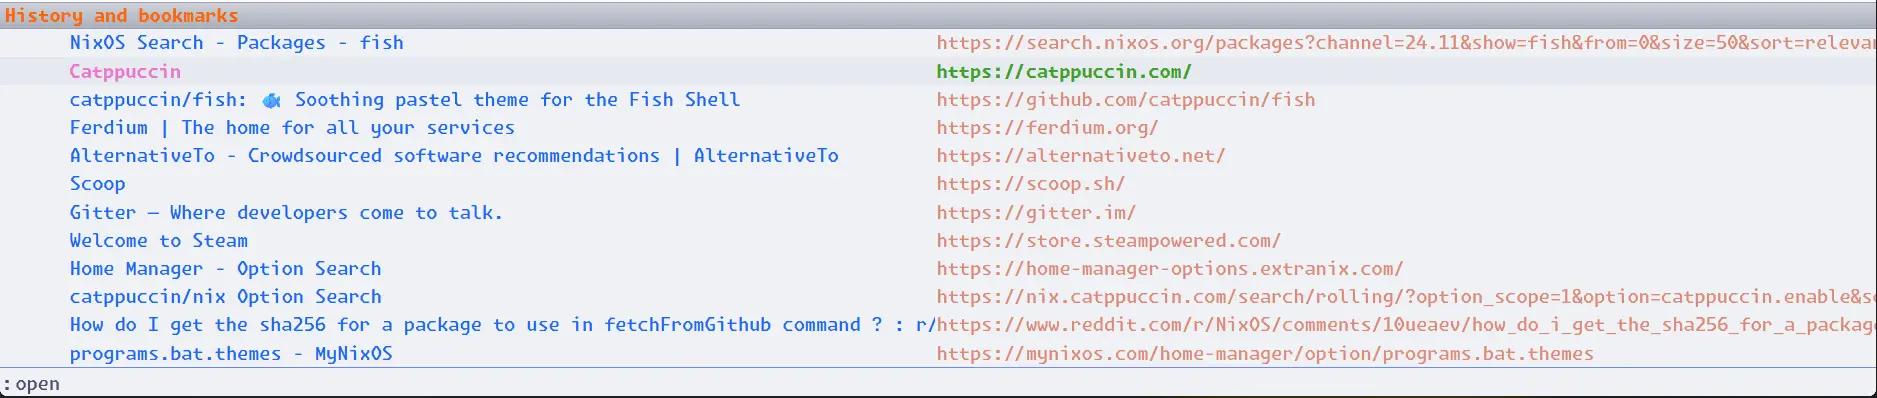 History and bookmarks
NixOS Search - Packages - fish https://search.nixos.org/packages?channel=24.11&show=fish&from=0&size=50&sort=relevan
Catppuccin https://catppuccin.com/
catppuccin/fish: 🐟 Soothing pastel theme for the Fish Shell https://github.com/catppuccin/fish
Ferdium | The home for all your services https://ferdium.org/
AlternativeTo - Crowdsourced software recommendations | AlternativeTo https://alternativeto.net/
Scoop https://scoop.sh/
Gitter — Where developers come to talk. https://gitter.im/
Welcome to Steam https://store.steampowered.com/
Home Manager - Option Search https://home-manager-options.extranix.com/
catppuccin/nix Option Search https://nix.catppuccin.com/search/rolling/?option_scope=1&option=catppuccin.enable&s
How do I get the sha256 for a package to use in fetchFromGithub command ? : r/ https://www.reddit.com/r/NixOS/comments/10ueaev/how_do_i_get_the_sha256_for_a_packag
programs.bat.themes - MyNixOS https://mynixos.com/home-manager/option/programs.bat.themes
:open